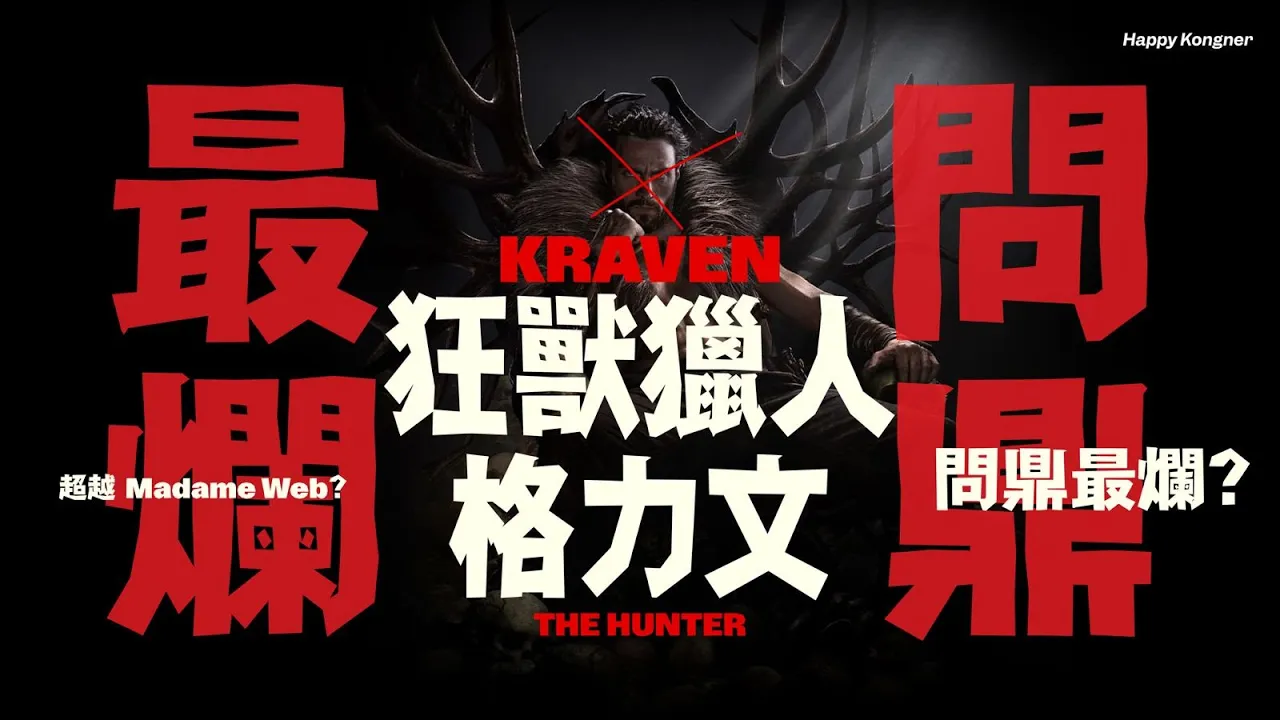 Happy Kongner
問鼎
最爛
KRAVEN
狂獸獵人
格力文
THE HUNTER
超越 Madame Web?
問鼎最爛?